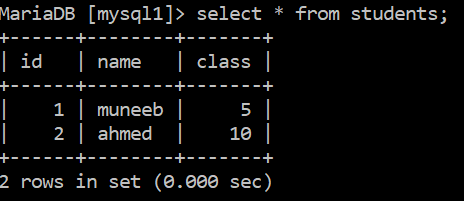 MariaDB [mysql1]> select * from students;
+------+--------+-------+
| id   | name   | class |
+------+--------+-------+
|    1 | muneeb |     5 |
|    2 | ahmed  |    10 |
+------+--------+-------+
2 rows in set (0.000 sec)